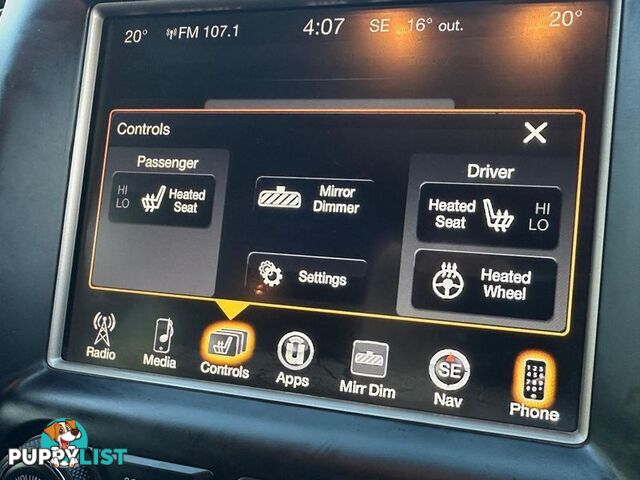 20° FM 107.1 4:07 SE 16° out. 20°
Controls
Passenger
HI
LO
Heated
Seat
Mirror
Dimmer
Settings
Driver
Heated
Seat
HI
LO
Heated
Wheel
Radio
Media
Controls
Apps
Mirr Dim
SE
Nav
Phone
PUPPYLIST